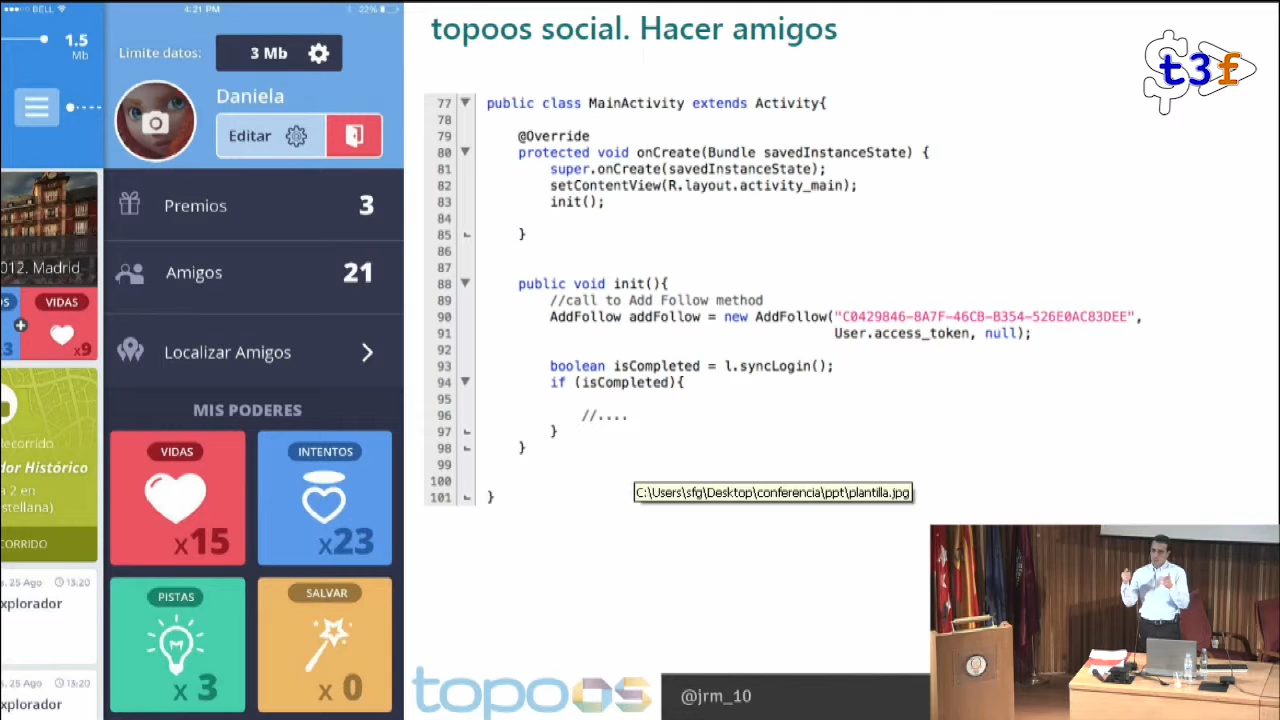 BELL
4:21 PM
22%
1.5
Mb
Limite datos:
3 Mb
Daniela
Editar
Premios
3
Amigos
21
Localizar Amigos
MIS PODERES
VIDAS
x15
INTENTOS
x23
PISTAS
x 3
SALVAR
x 0
012. Madrid
OS
3
VIDAS
x9
ecorrido
dor Histórico
a 2 en
stellana)
CORRIDO
s, 25 Ago
13:20
xplorador
s, 25 Ago
13:20
xplorador
topoos social. Hacer amigos
t3f
77 public class MainActivity extends Activity{
78
79 @Override
80 protected void onCreate(Bundle savedInstanceState) {
81 super.onCreate(savedInstanceState);
82 setContentView(R.layout.activity_main);
83 init();
84
85 }
86
87
88 public void init(){
89 //call to Add Follow method
90 AddFollow addFollow = new AddFollow("C0429846-8A7F-46CB-B354-526E0AC83DEE",
91 User.access_token, null);
92
93 boolean isCompleted = l.syncLogin();
94 if (isCompleted){
95
96 //....
97 }
98 }
99
100
101 }
C:\Users\sfg\Desktop\conferencia\ppt\plantilla.jpg
topoos
@jrm_10